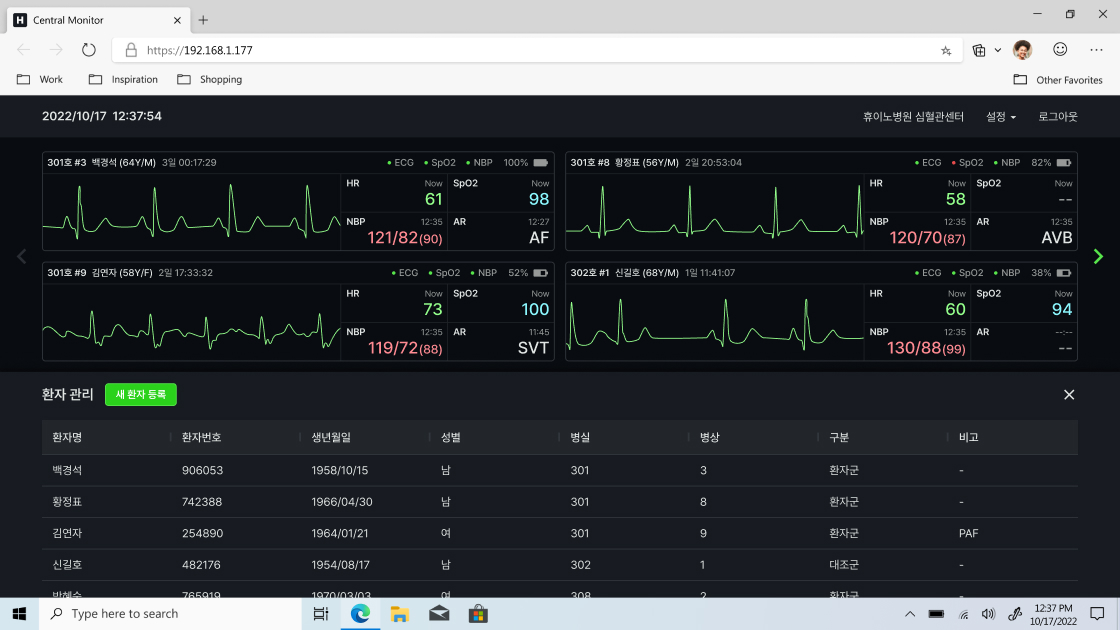 Central Monitor
https://192.168.1.177
Work Inspiration Shopping Other Favorites
2022/10/17 12:37:54 휴이노병원 심혈관센터 설정 로그아웃
301호 #3 백경석 (64Y/M) 3일 00:17:29 ECG SpO2 NBP 100%
HR Now 61 SpO2 Now 98
NBP 12:35 121/82(90) AR 12:27 AF
301호 #8 황정표 (56Y/M) 2일 20:53:04 ECG SpO2 NBP 82%
HR Now 58 SpO2 Now --
NBP 12:35 120/70(87) AR 12:35 AVB
301호 #9 김연자 (58Y/F) 2일 17:33:32 ECG SpO2 NBP 52%
HR Now 73 SpO2 Now 100
NBP 12:35 119/72(88) AR 11:45 SVT
302호 #1 신길호 (68Y/M) 1일 11:41:07 ECG SpO2 NBP 38%
HR Now 60 SpO2 Now 94
NBP 12:35 130/88(99) AR --:-- --
환자 관리 새 환자 등록
환자명 환자번호 생년월일 성별 병실 병상 구분 비고
백경석 906053 1958/10/15 남 301 3 환자군 -
황정표 742388 1966/04/30 남 301 8 환자군 -
김연자 254890 1964/01/21 여 301 9 환자군 PAF
신길호 482176 1954/08/17 남 302 1 대조군 -
765919 1970/03/03 여 308 2 환자군 -
Type here to search
12:37 PM
10/17/2022